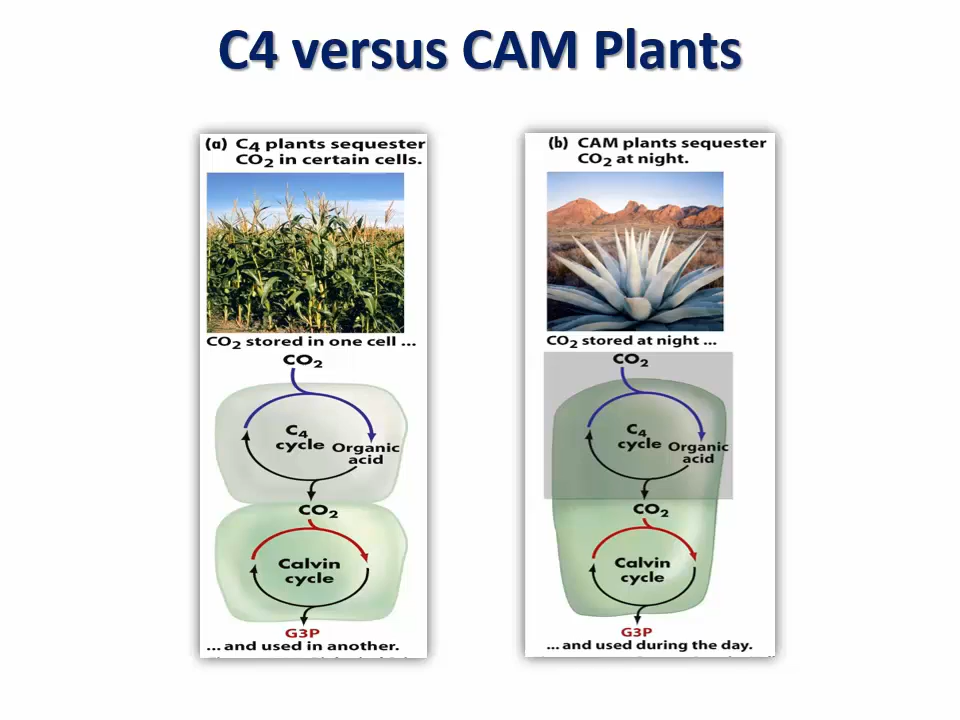 C4 versus CAM Plants
(a) C4 plants sequester
CO2 in certain cells.
CO2 stored in one cell ...
CO2
C4
cycle
Organic
acid
CO2
Calvin
cycle
G3P
... and used in another.
(b) CAM plants sequester
CO2 at night.
CO2 stored at night ...
CO2
C4
cycle
Organic
acid
CO2
Calvin
cycle
G3P
... and used during the day.